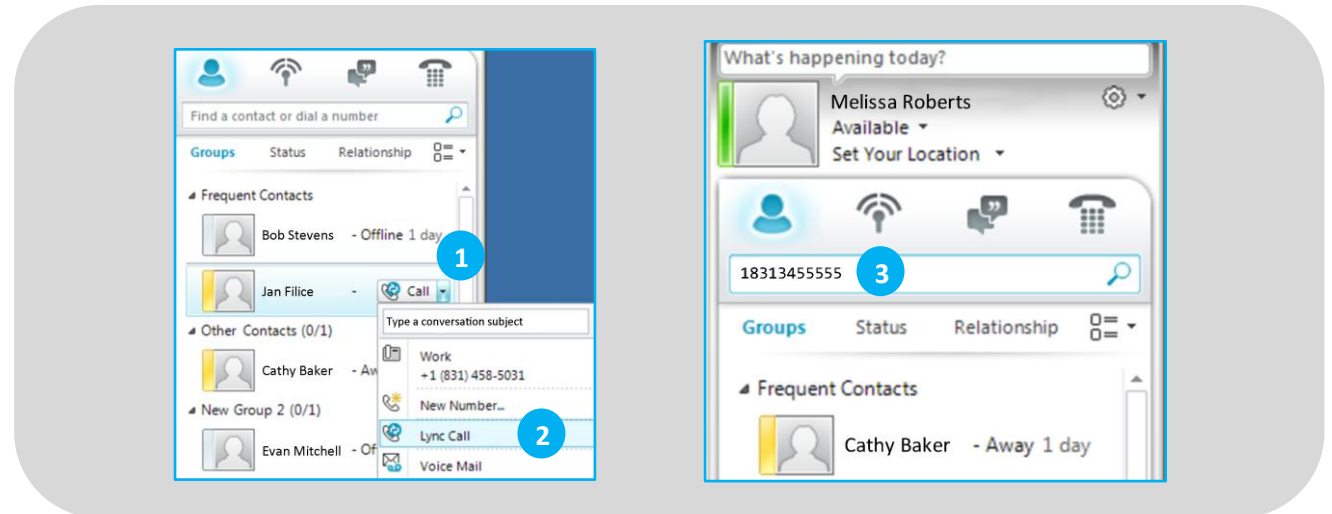 Find a contact or dial a number
Groups Status Relationship
Frequent Contacts
Bob Stevens - Offline 1 day
1
Jan Filice - Call
Type a conversation subject
Other Contacts (0/1)
Work
+1 (831) 458-5031
Cathy Baker - Aw
New Number...
New Group 2 (0/1)
Lync Call 2
Evan Mitchell - Of
Voice Mail
What's happening today?
Melissa Roberts
Available
Set Your Location
18313455555 3
Groups Status Relationship
Frequent Contacts
Cathy Baker - Away 1 day